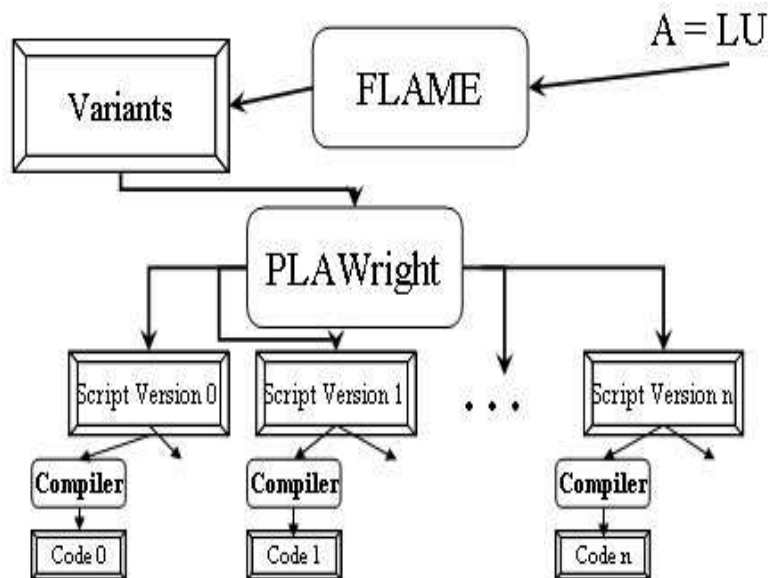 A = LU
FLAME
Variants
PLAWright
Script Version 0
Script Version 1
. . .
Script Version n
Compiler
Compiler
Compiler
Code 0
Code 1
Code n